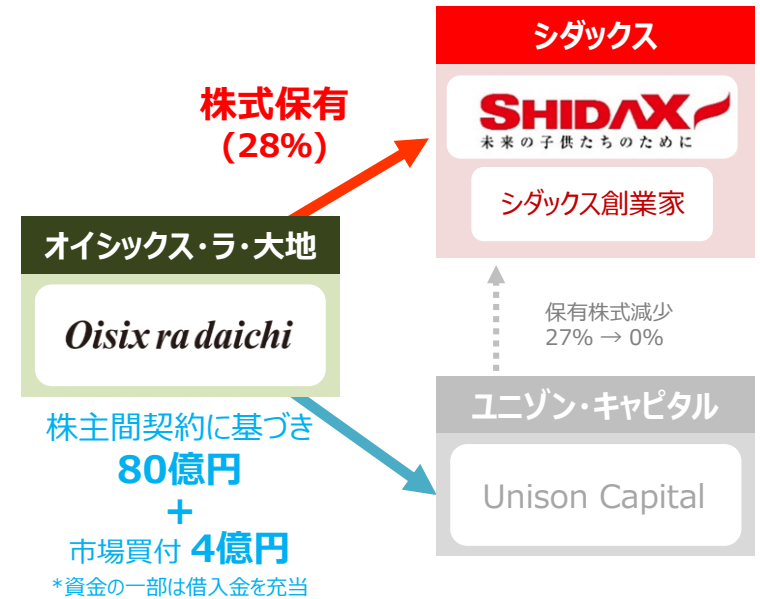 シダックス
SHIDAX
未来の子供たちのために
シダックス創業家
株式保有
(28%)
オイシックス・ラ・大地
Oisix ra daichi
保有株式減少
27% → 0%
ユニゾン・キャピタル
Unison Capital
株主間契約に基づき
80億円
+
市場買付 4億円
*資金の一部は借入金を充当